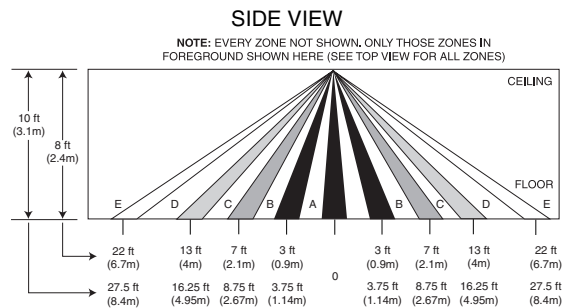 SIDE VIEW
NOTE: EVERY ZONE NOT SHOWN. ONLY THOSE ZONES IN
FOREGROUND SHOWN HERE (SEE TOP VIEW FOR ALL ZONES)
CEILING
10 ft
(3.1m)
8 ft
(2.4m)
FLOOR
E D C B A B C D E
22 ft 13 ft 7 ft 3 ft 3 ft 7 ft 13 ft 22 ft
(6.7m) (4m) (2.1m) (0.9m) (0.9m) (2.1m) (4m) (6.7m)
0
27.5 ft 16.25 ft 8.75 ft 3.75 ft 3.75 ft 8.75 ft 16.25 ft 27.5 ft
(8.4m) (4.95m) (2.67m) (1.14m) (1.14m) (2.67m) (4.95m) (8.4m)